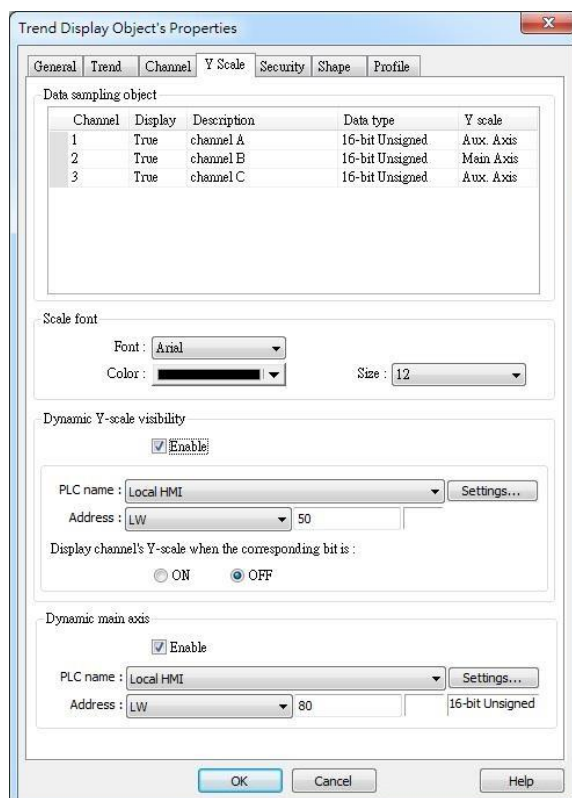 Trend Display Object's Properties
General Trend Channel Y Scale Security Shape Profile
Data sampling object
Channel Display Description Data type Y scale
1 True channel A 16-bit Unsigned Aux. Axis
2 True channel B 16-bit Unsigned Main Axis
3 True channel C 16-bit Unsigned Aux. Axis
Scale font
Font : Arial
Color : Size : 12
Dynamic Y-scale visibility
Enable
PLC name : Local HMI Settings...
Address : LW 50
Display channel's Y-scale when the corresponding bit is :
ON OFF
Dynamic main axis
Enable
PLC name : Local HMI Settings...
Address : LW 80 16-bit Unsigned
OK Cancel Help